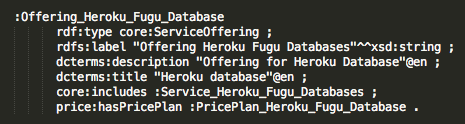 :Offering_Heroku_Fugu_Database
rdf:type core:ServiceOffering ;
rdfs:label "Offering Heroku Fugu Databases"^^xsd:string ;
dcterms:description "Offering for Heroku Database"@en ;
dcterms:title "Heroku database"@en ;
core:includes :Service_Heroku_Fugu_Databases ;
price:hasPricePlan :PricePlan_Heroku_Fugu_Database .